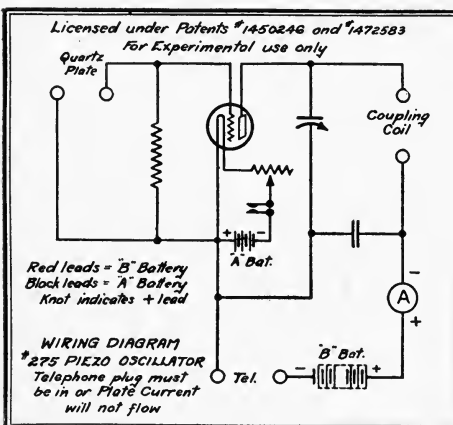 Licensed under Patents #1450246 and #1472583
For Experimental use only
Quartz
Plate
Coupling
Coil
+ -
"A" Bat.
Red leads = "B" Battery
Black leads = "A" Battery
Knot indicates + lead
-
A
+
WIRING DIAGRAM
#275 PIEZO OSCILLATOR
Telephone plug must
be in or Plate Current
will not flow
Tel.
"B" Bat.
- +